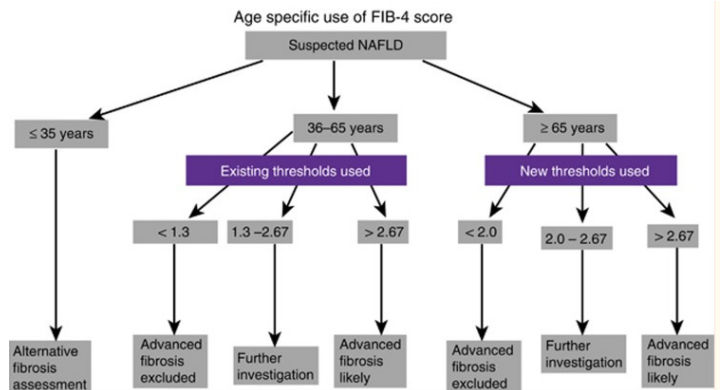 Age specific use of FIB-4 score
Suspected NAFLD
≤ 35 years
36–65 years
≥ 65 years
Existing thresholds used
New thresholds used
< 1.3
1.3 –2.67
> 2.67
<2.0
2.0 – 2.67
> 2.67
Alternative
fibrosis
assessment
Advanced
fibrosis
excluded
Further
investigation
Advanced
fibrosis
likely
Advanced
fibrosis
excluded
Further
investigation
Advanced
fibrosis
likely